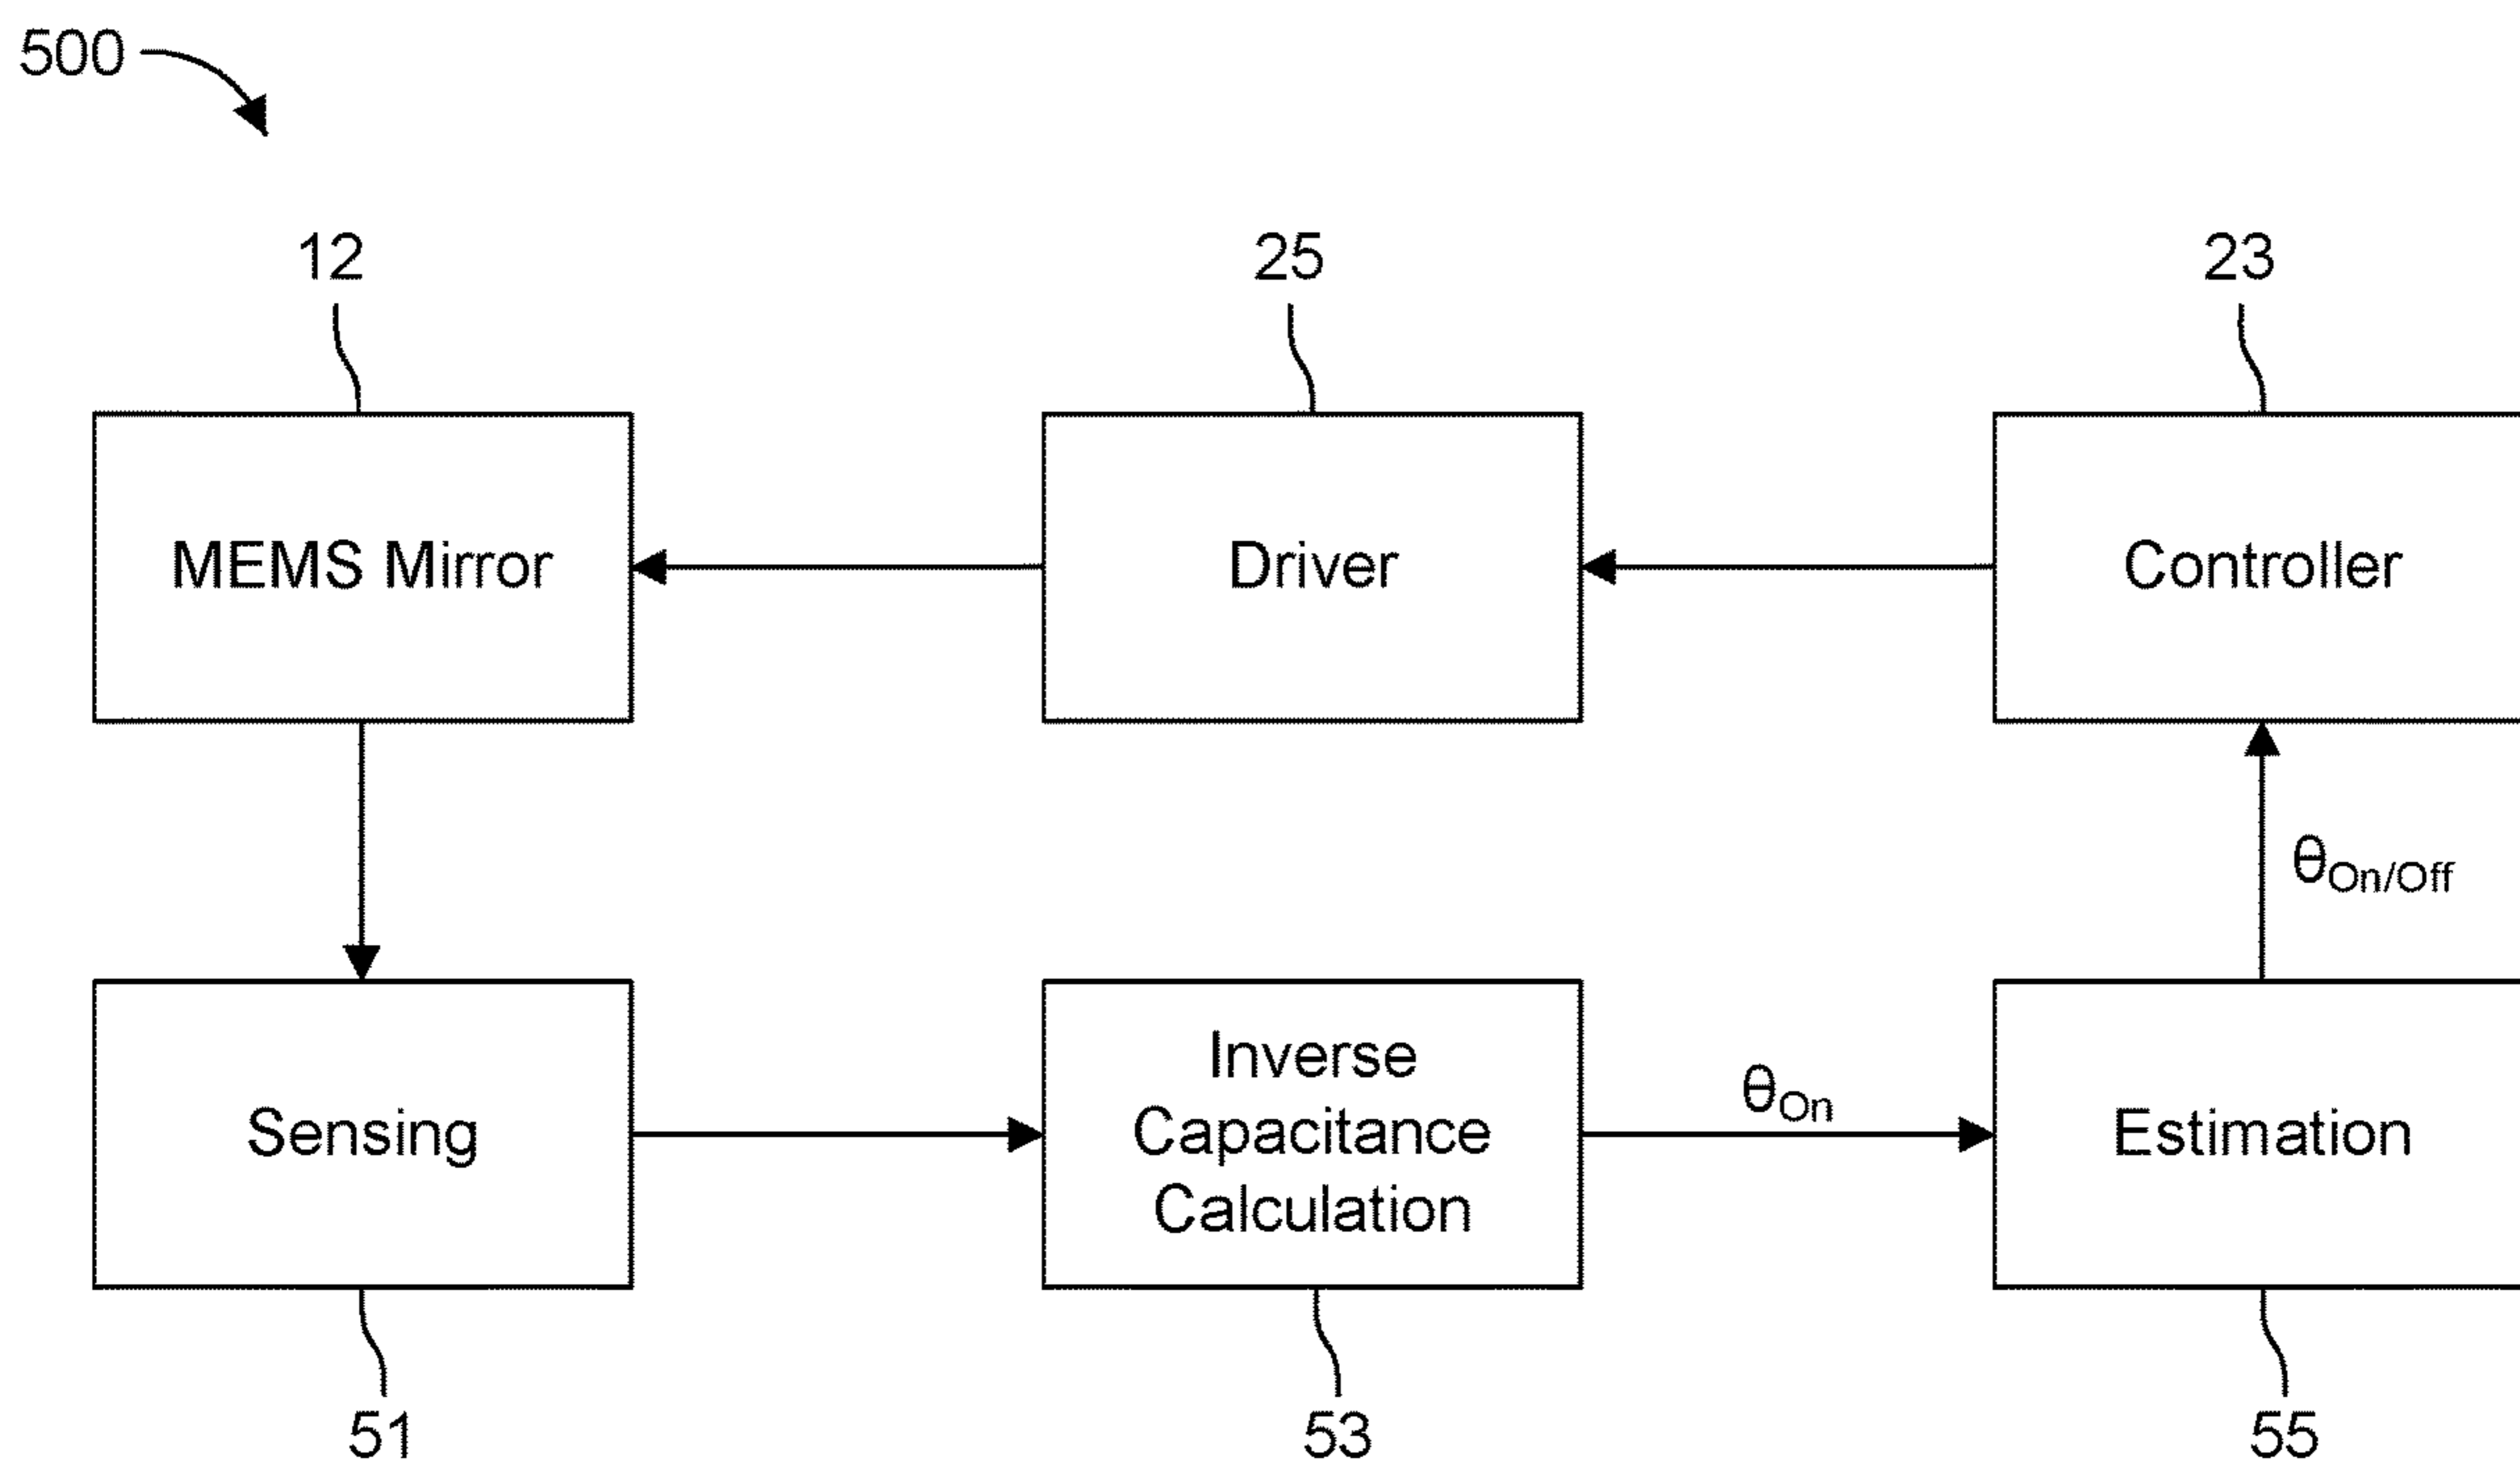 500
12
25
23
MEMS Mirror
Driver
Controller
θOn/Off
Sensing
Inverse
Capacitance
Calculation
θOn
Estimation
51
53
55